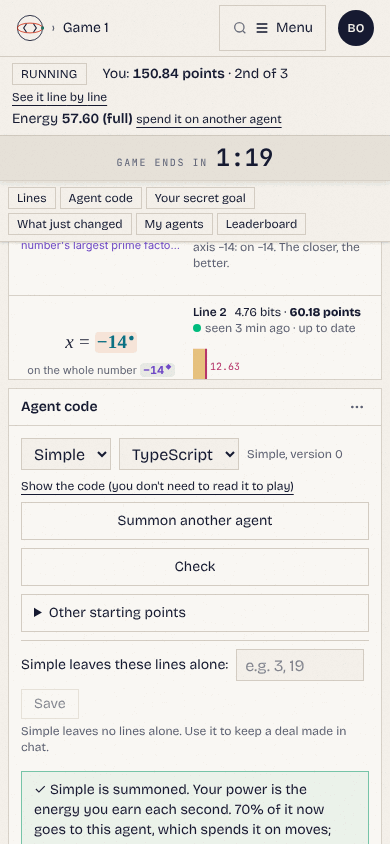 › Game 1
Menu
BO
RUNNING You: 150.84 points · 2nd of 3
See it line by line
Energy 57.60 (full) spend it on another agent
GAME ENDS IN 1:19
Lines Agent code Your secret goal
What just changed My agents Leaderboard
number's largest prime facto...
axis −14: on −14. The closer, the
better.
Line 2 4.76 bits · 60.18 points
seen 3 min ago · up to date
x = −14
on the whole number −14
12.63
Agent code
Simple TypeScript Simple, version 0
Show the code (you don't need to read it to play)
Summon another agent
Check
▶ Other starting points
Simple leaves these lines alone: e.g. 3, 19
Save
Simple leaves no lines alone. Use it to keep a deal made in
chat.
✓ Simple is summoned. Your power is the
energy you earn each second. 70% of it now
goes to this agent, which spends it on moves;